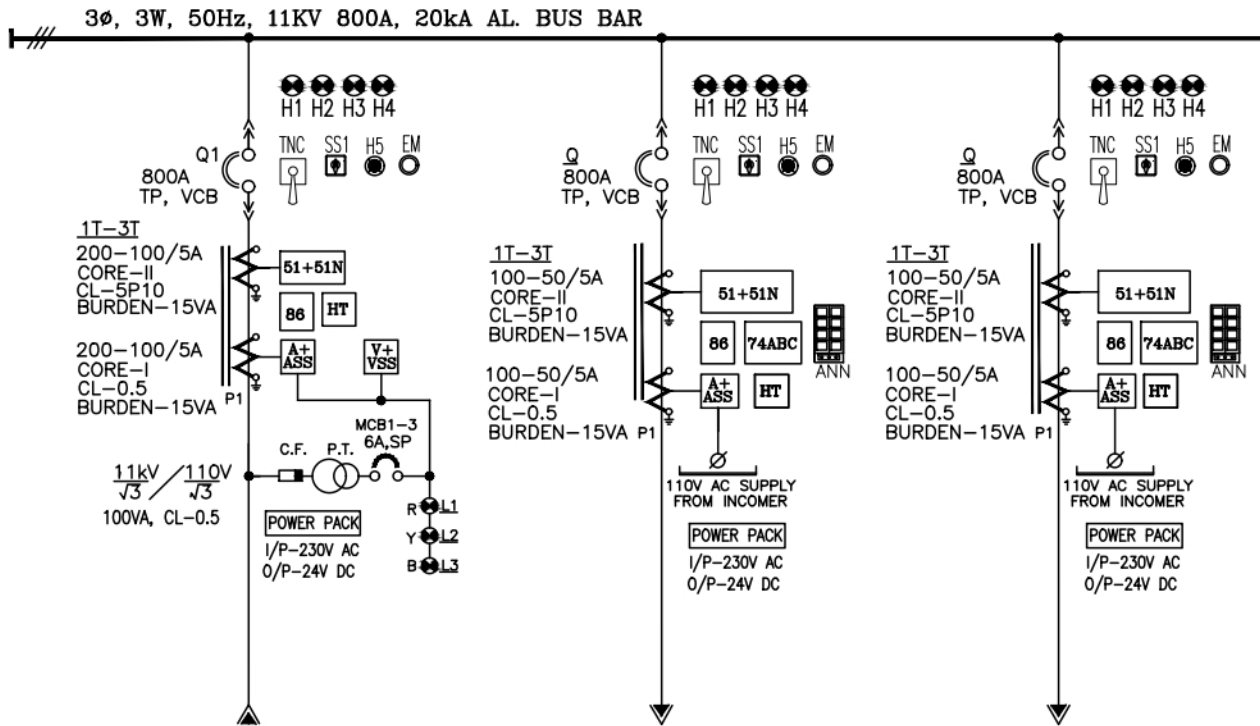 3ø, 3W, 50Hz, 11KV 800A, 20kA AL. BUS BAR
H1 H2 H3 H4
Q1
800A
TP, VCB
TNC SS1 H5 EM
1T-3T
200-100/5A
CORE-II
CL-5P10
BURDEN-15VA
51+51N
86 HT
200-100/5A
CORE-I
CL-0.5
BURDEN-15VA
P1
A+
ASS
V+
VSS
MCB1-3
6A,SP
C.F. P.T.
11kV/√3 / 110V/√3
100VA, CL-0.5
R L1
Y L2
B L3
POWER PACK
I/P-230V AC
O/P-24V DC
H1 H2 H3 H4
Q
800A
TP, VCB
TNC SS1 H5 EM
1T-3T
100-50/5A
CORE-II
CL-5P10
BURDEN-15VA
51+51N
86 74ABC
ANN
100-50/5A
CORE-I
CL-0.5
BURDEN-15VA P1
A+
ASS
HT
110V AC SUPPLY
FROM INCOMER
POWER PACK
I/P-230V AC
O/P-24V DC
H1 H2 H3 H4
Q
800A
TP, VCB
TNC SS1 H5 EM
1T-3T
100-50/5A
CORE-II
CL-5P10
BURDEN-15VA
51+51N
86 74ABC
ANN
100-50/5A
CORE-I
CL-0.5
BURDEN-15VA P1
A+
ASS
HT
110V AC SUPPLY
FROM INCOMER
POWER PACK
I/P-230V AC
O/P-24V DC